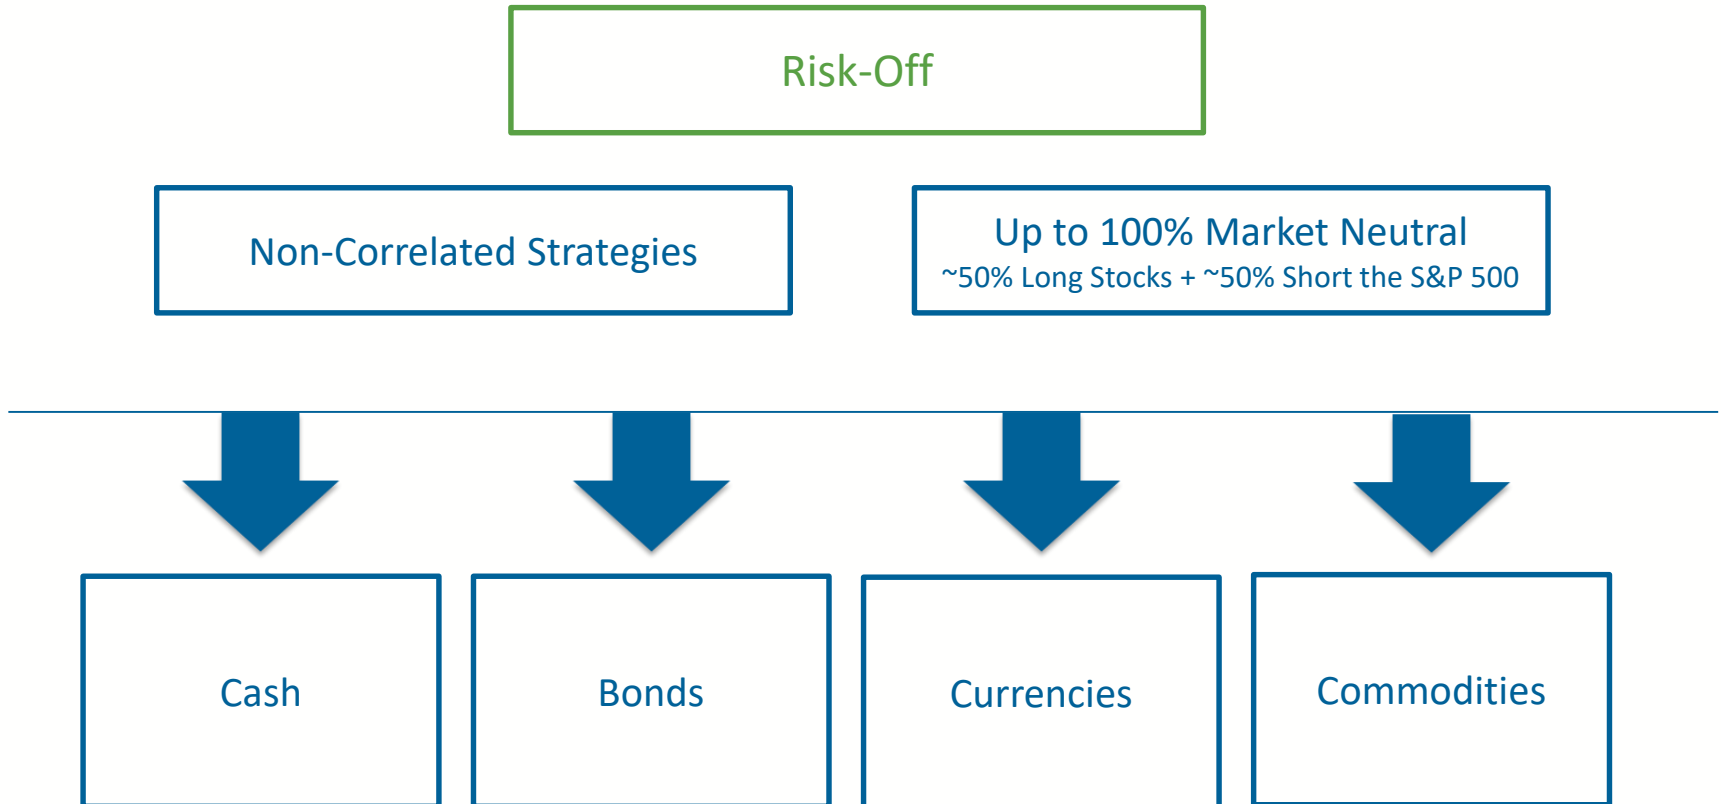 Risk-Off
Non-Correlated Strategies
Up to 100% Market Neutral
~50% Long Stocks + ~50% Short the S&P 500
Cash
Bonds
Currencies
Commodities